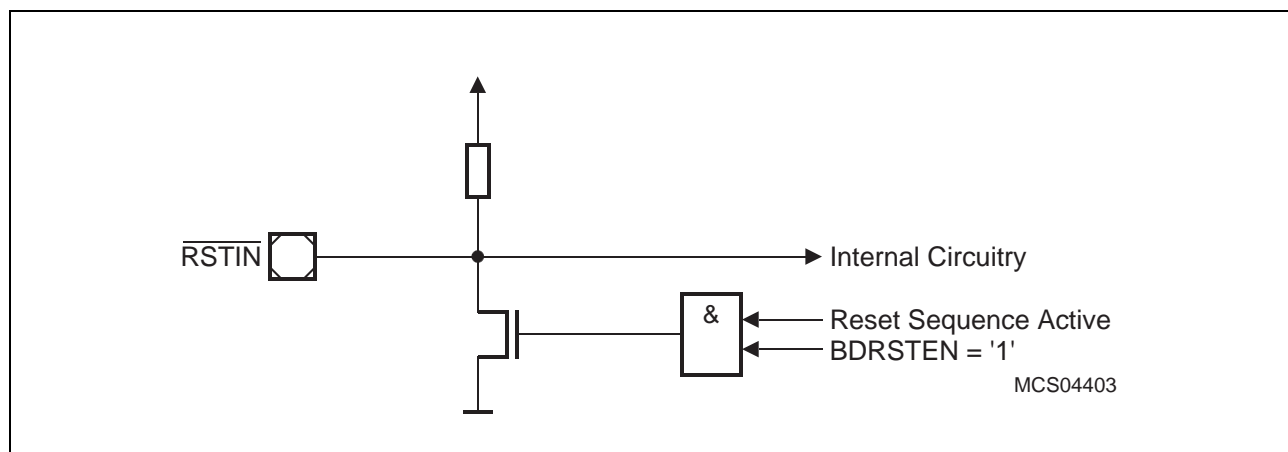 RSTIN
Internal Circuitry
&
Reset Sequence Active
BDRSTEN = '1'
MCS04403